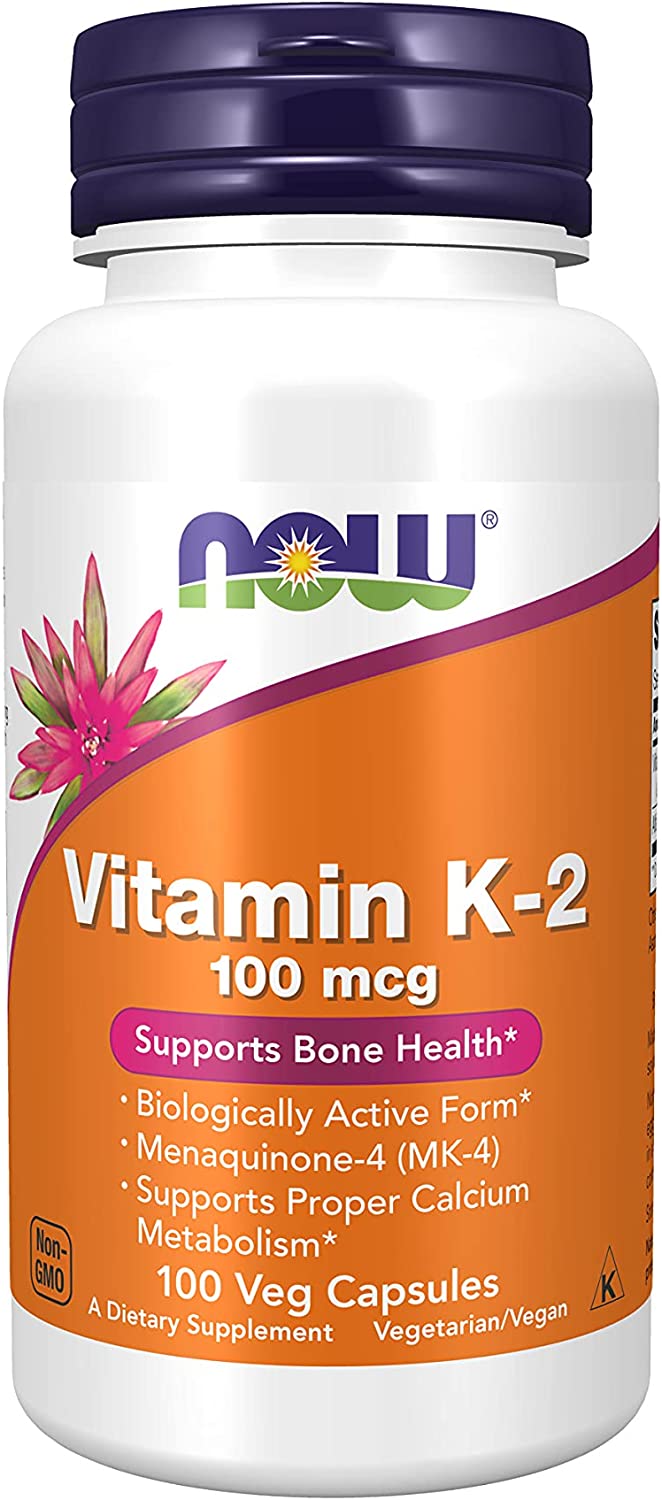 NOW®
Vitamin K-2
100 mcg
Supports Bone Health*
• Biologically Active Form*
• Menaquinone-4 (MK-4)
• Supports Proper Calcium
Metabolism*
Non-
GMO
100 Veg Capsules
A Dietary Supplement
Vegetarian/Vegan
K